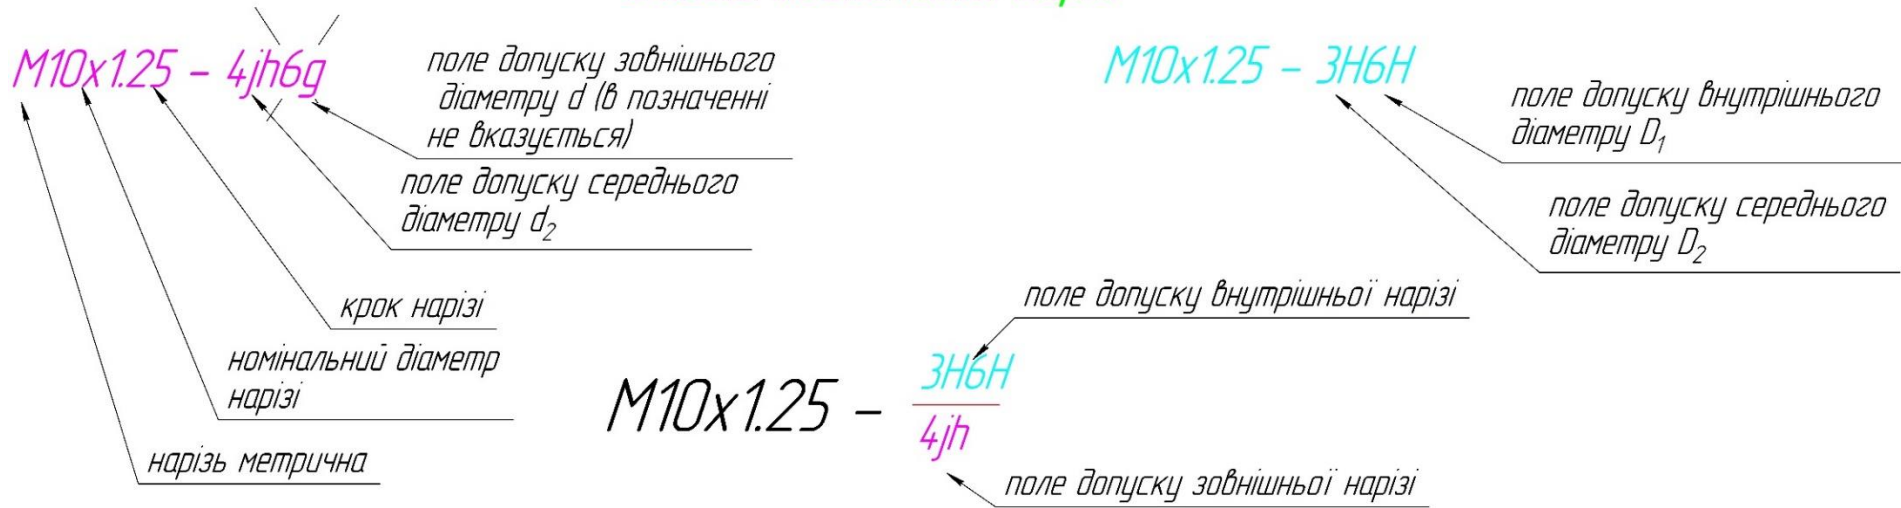 M10x1.25 - 4jh6g
поле допуску зовнішнього
діаметру d (в позначенні
не вказується)
поле допуску середнього
діаметру d₂
крок нарізі
номінальний діаметр
нарізі
нарізь метрична
M10x1.25 - 3H6H
поле допуску внутрішнього
діаметру D₁
поле допуску середнього
діаметру D₂
поле допуску внутрішньої нарізі
M10x1.25 - 3H6H
4jh
поле допуску зовнішньої нарізі